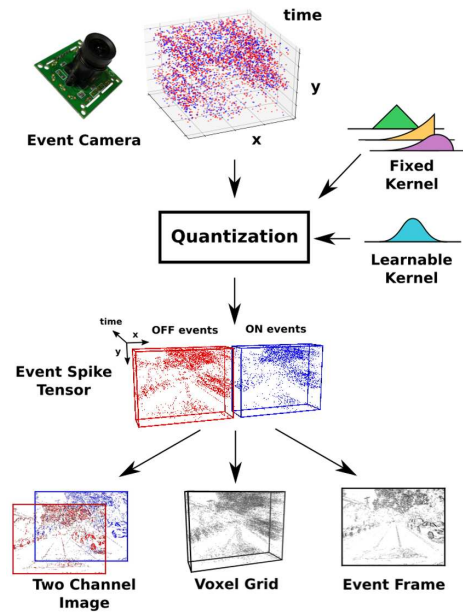 time
y
x
Event Camera
Fixed
Kernel
Quantization
Learnable
Kernel
time
x
y
OFF events
ON events
Event Spike
Tensor
Two Channel
Image
Voxel Grid
Event Frame